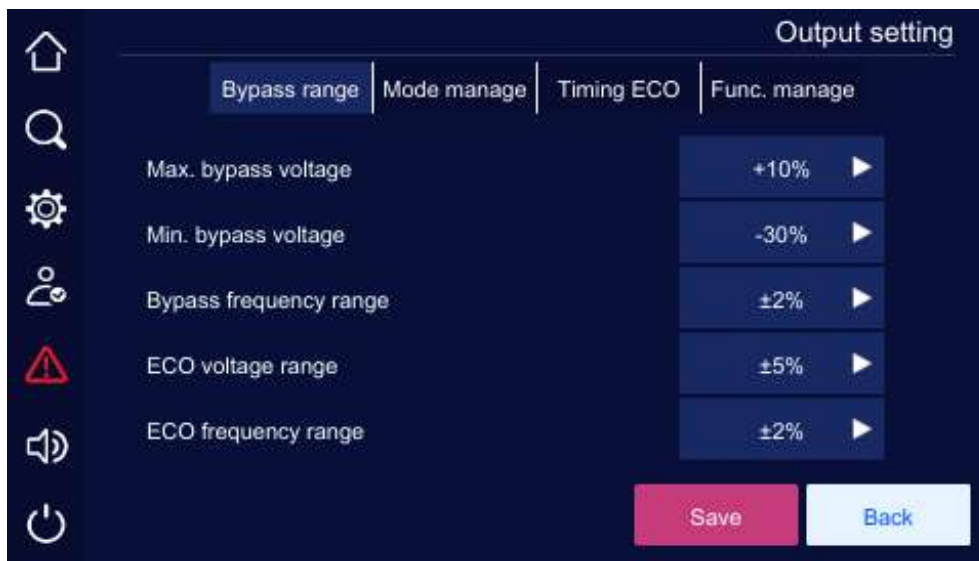 Output setting
Bypass range Mode manage Timing ECO Func. manage
Max. bypass voltage +10%
Min. bypass voltage -30%
Bypass frequency range ±2%
ECO voltage range ±5%
ECO frequency range ±2%
Save Back